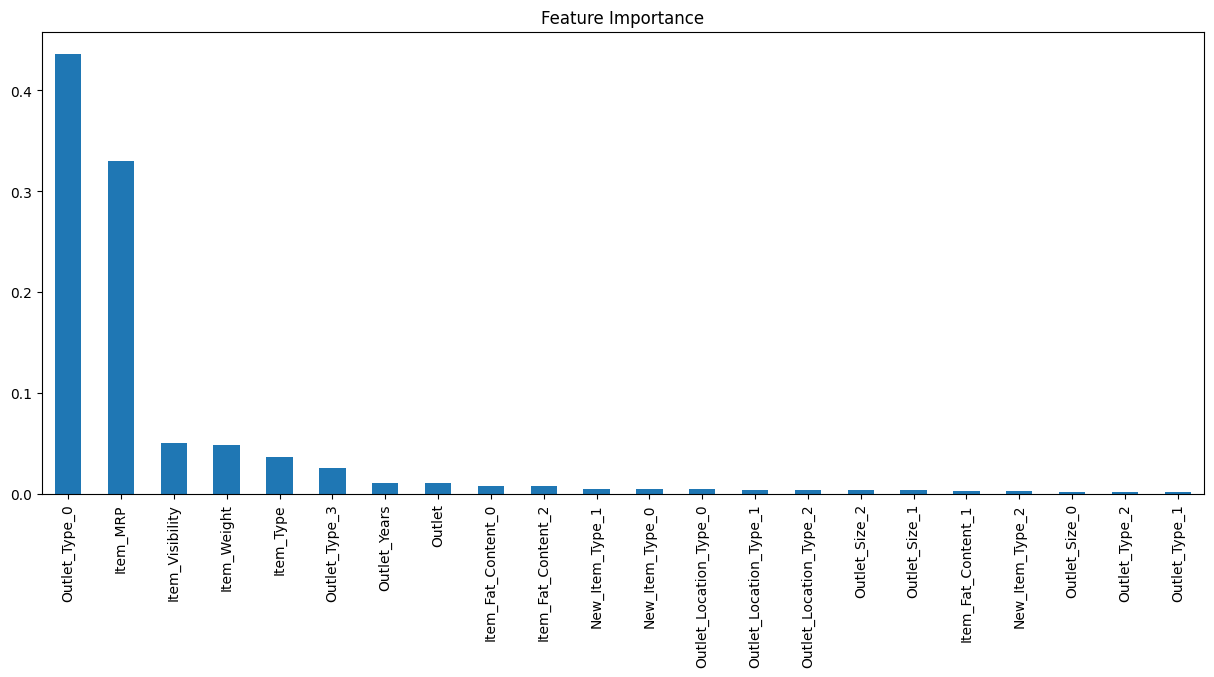 Feature Importance
0.4
0.3
0.2
0.1
0.0
Outlet_Type_0
Item_MRP
Item_Visibility
Item_Weight
Item_Type
Outlet_Type_3
Outlet_Years
Outlet
Item_Fat_Content_0
Item_Fat_Content_2
New_Item_Type_1
New_Item_Type_0
Outlet_Location_Type_0
Outlet_Location_Type_1
Outlet_Location_Type_2
Outlet_Size_2
Outlet_Size_1
Item_Fat_Content_1
New_Item_Type_2
Outlet_Size_0
Outlet_Type_2
Outlet_Type_1